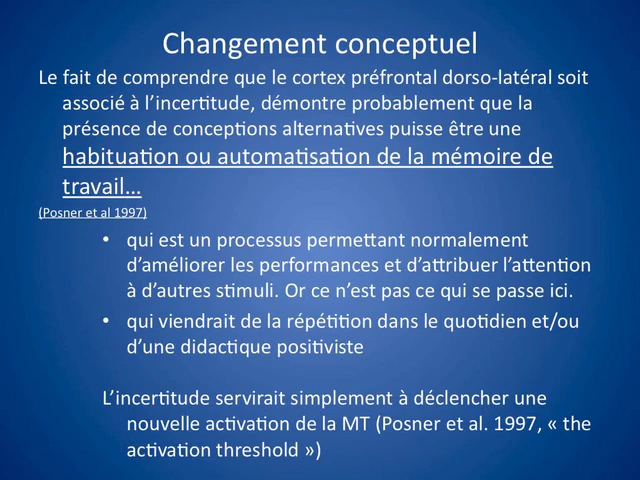 Changement conceptuel
Le fait de comprendre que le cortex préfrontal dorso-latéral soit
associé à l’incertitude, démontre probablement que la
présence de conceptions alternatives puisse être une
habituation ou automatisation de la mémoire de
travail…
(Posner et al 1997)
• qui est un processus permettant normalement
d’améliorer les performances et d’attribuer l’attention
à d’autres stimuli. Or ce n’est pas ce qui se passe ici.
• qui viendrait de la répétition dans le quotidien et/ou
d’une didactique positiviste
L’incertitude servirait simplement à déclencher une
nouvelle activation de la MT (Posner et al. 1997, « the
activation threshold »)